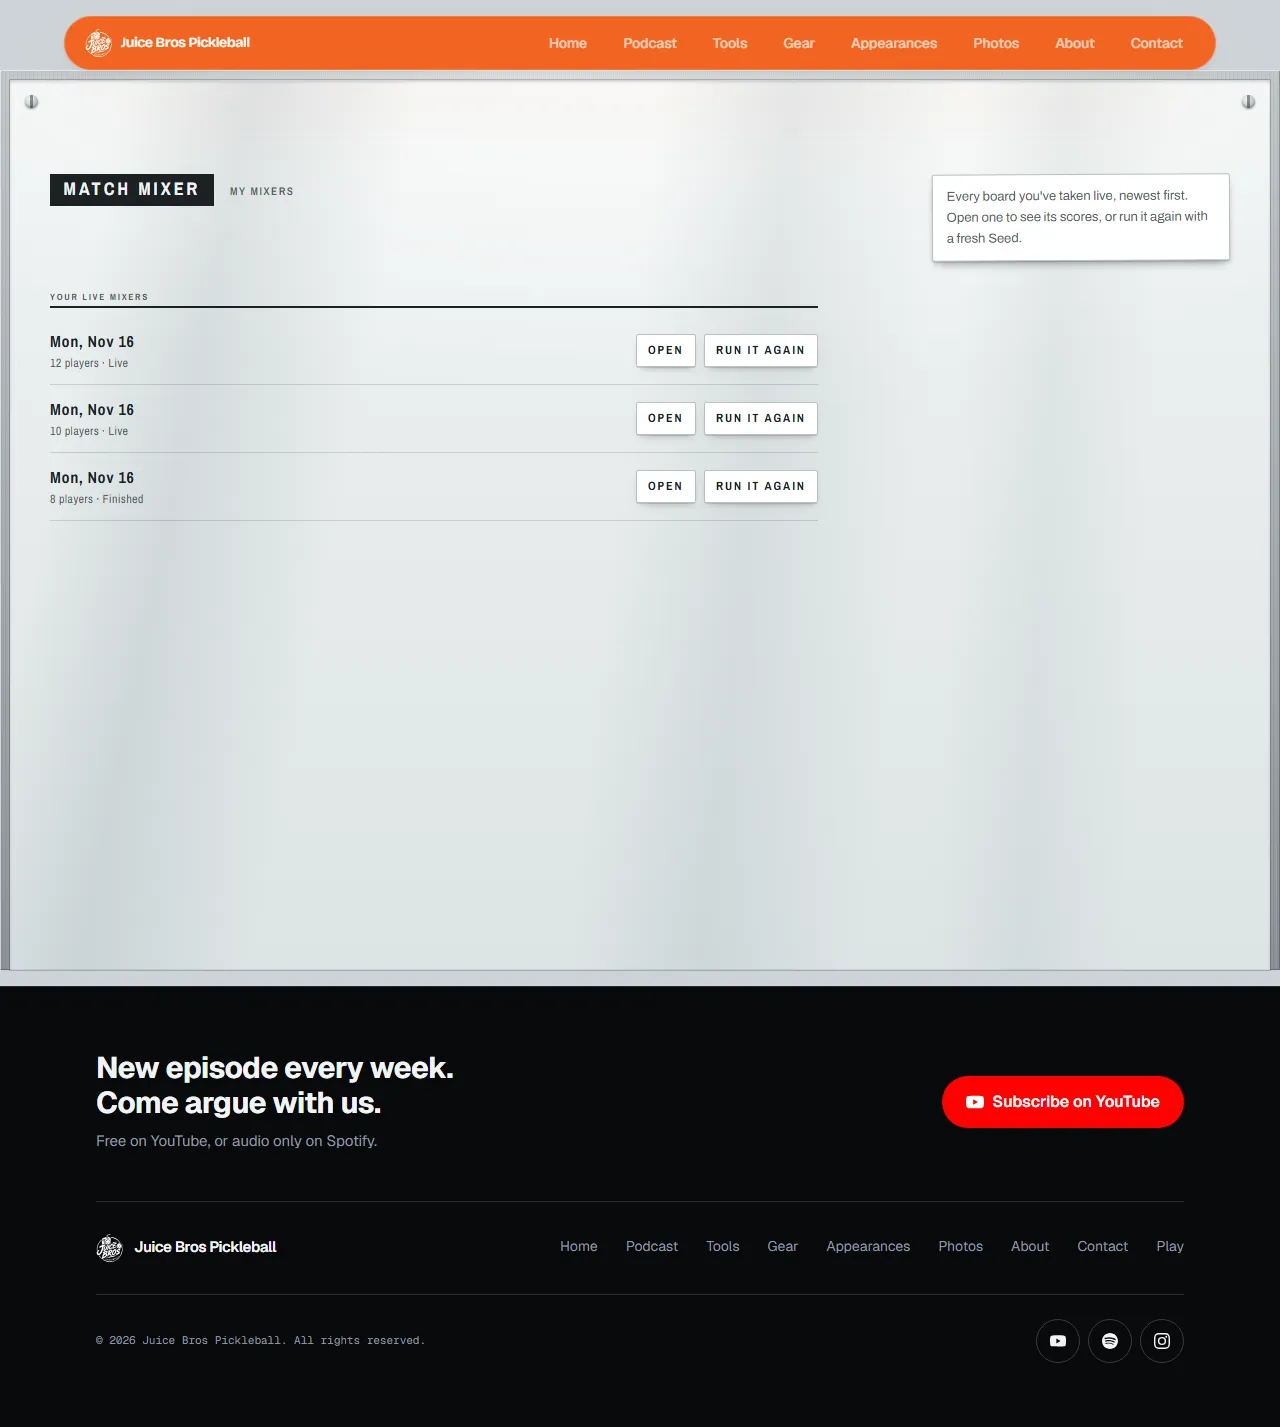 Juice Bros Pickleball
Home Podcast Tools Gear Appearances Photos About Contact
MATCH MIXER
MY MIXERS
Every board you've taken live, newest first.
Open one to see its scores, or run it again with
a fresh Seed.
YOUR LIVE MIXERS
Mon, Nov 16
12 players · Live
OPEN RUN IT AGAIN
Mon, Nov 16
10 players · Live
OPEN RUN IT AGAIN
Mon, Nov 16
8 players · Finished
OPEN RUN IT AGAIN
New episode every week.
Come argue with us.
Free on YouTube, or audio only on Spotify.
Subscribe on YouTube
Juice Bros Pickleball
Home Podcast Tools Gear Appearances Photos About Contact Play
© 2026 Juice Bros Pickleball. All rights reserved.